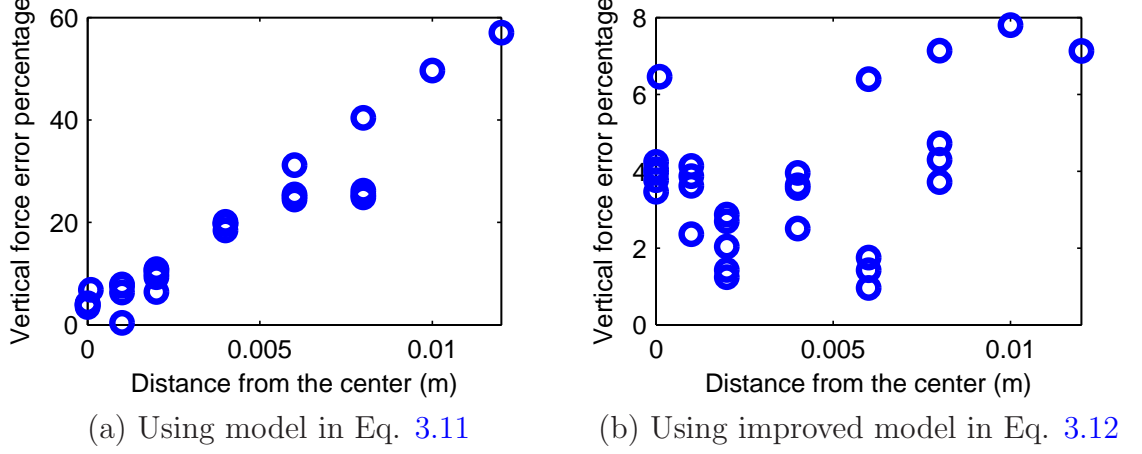 60
40
20
0
0
0.005
0.01
Vertical force error percentage
Distance from the center (m)
(a) Using model in Eq. 3.11
8
6
4
2
0
0
0.005
0.01
Vertical force error percentage
Distance from the center (m)
(b) Using improved model in Eq. 3.12